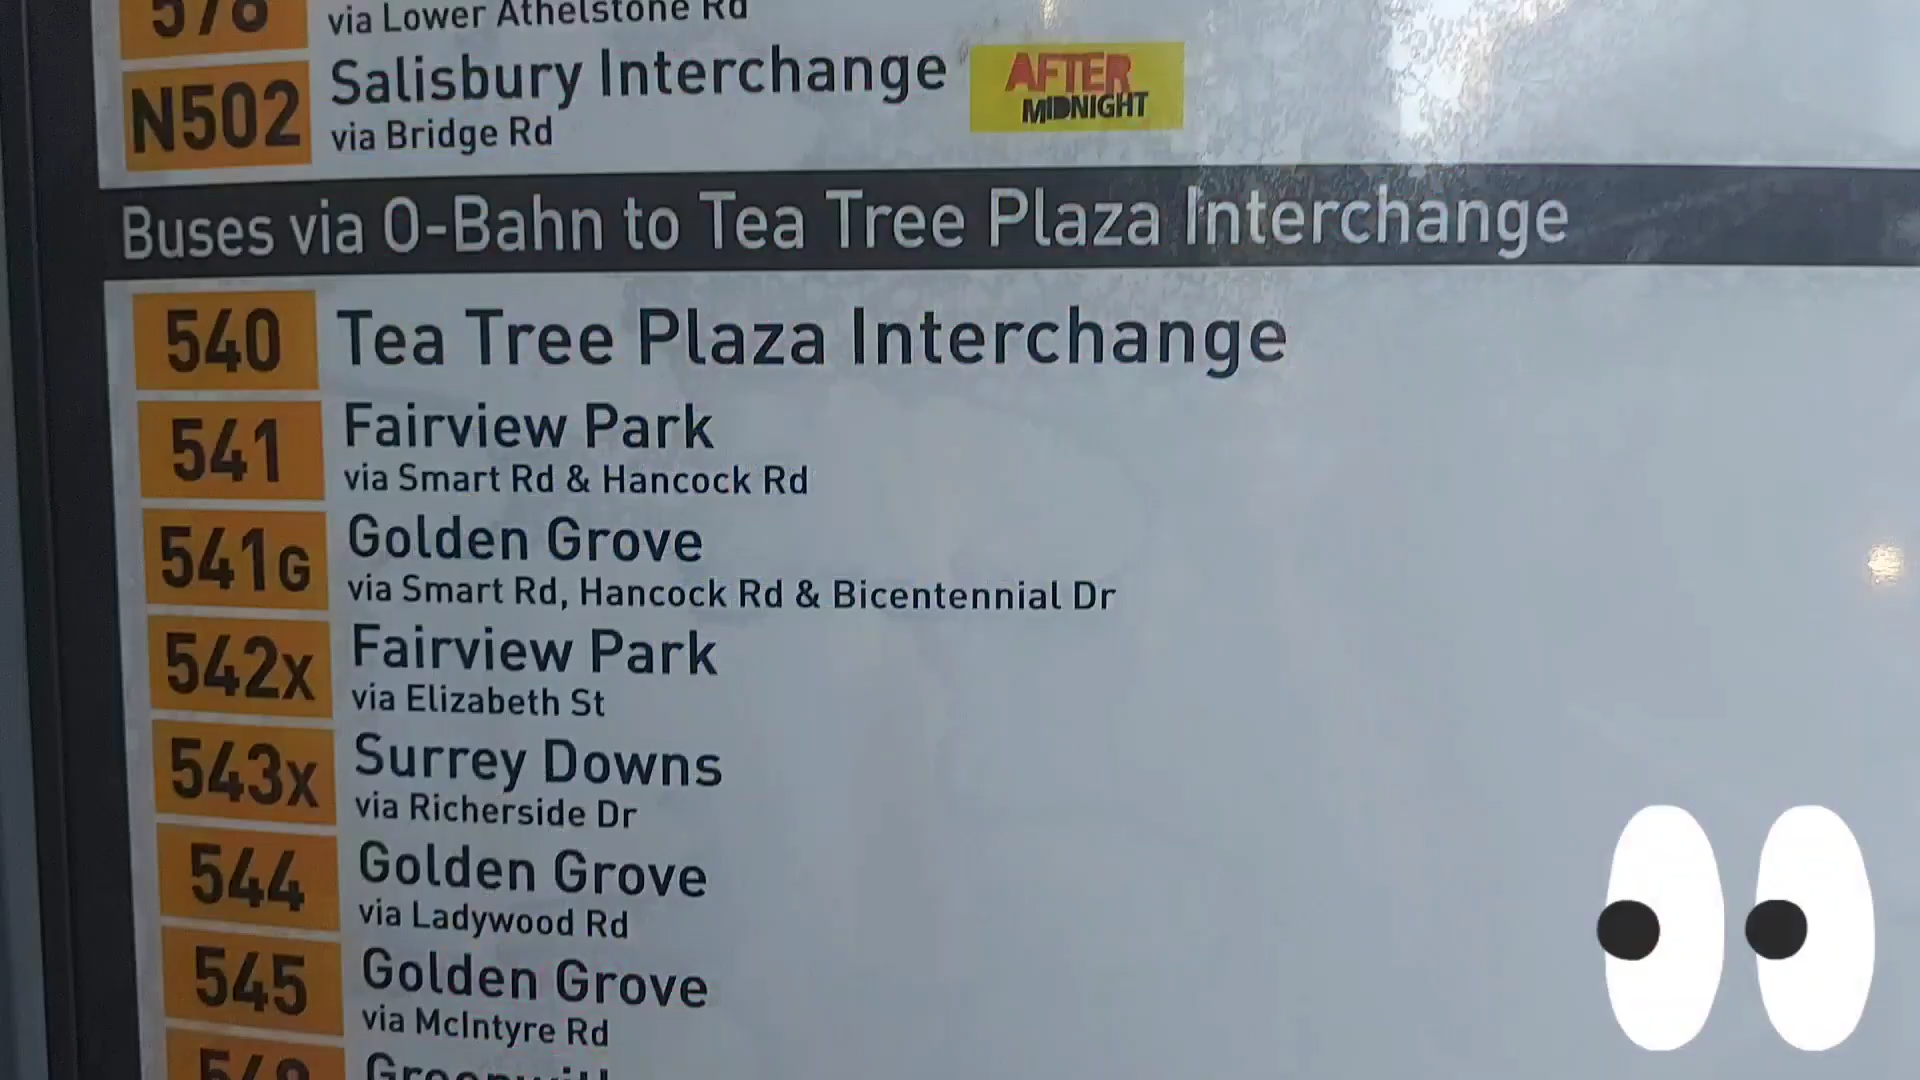 578
via Lower Athelstone Rd
N502
Salisbury Interchange
AFTER
MIDNIGHT
via Bridge Rd
Buses via O-Bahn to Tea Tree Plaza Interchange
540
Tea Tree Plaza Interchange
541
Fairview Park
via Smart Rd & Hancock Rd
541G
Golden Grove
via Smart Rd, Hancock Rd & Bicentennial Dr
542X
Fairview Park
via Elizabeth St
543X
Surrey Downs
via Richerside Dr
544
Golden Grove
via Ladywood Rd
545
Golden Grove
via McIntyre Rd